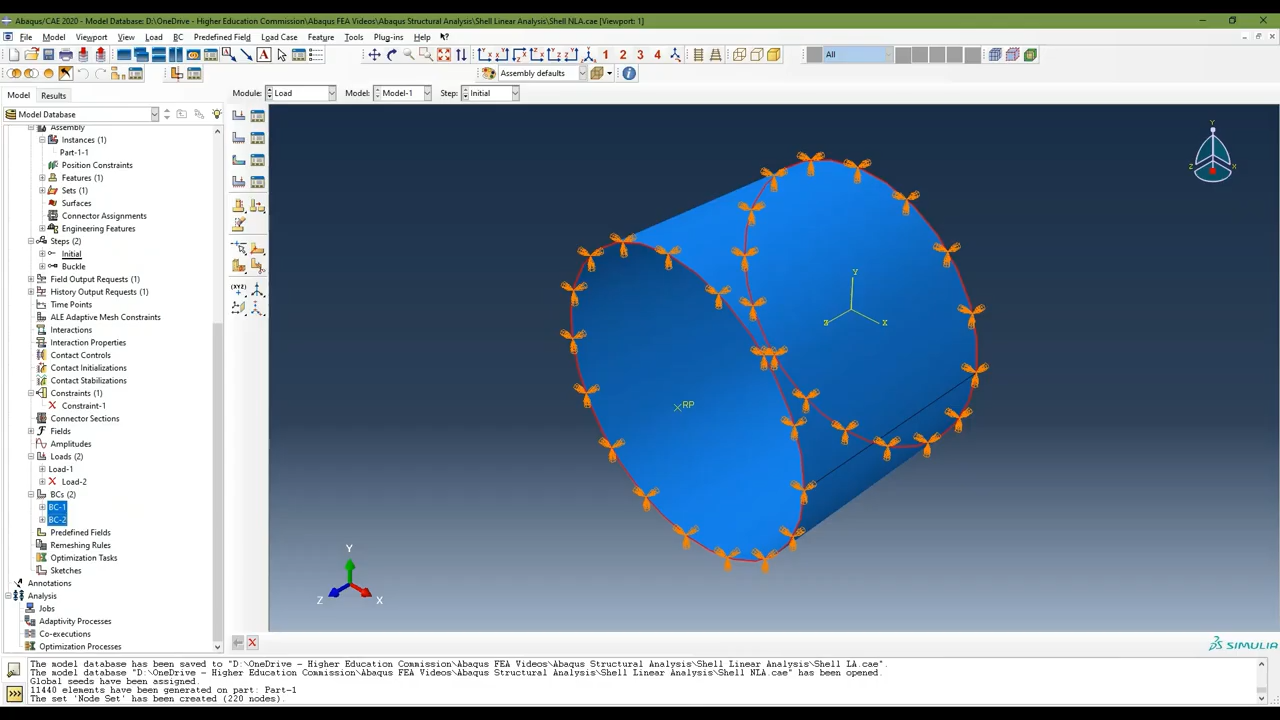 Abaqus/CAE 2020 - Model Database: D:\OneDrive - Higher Education Commission\Abaqus FEA Videos\Abaqus Structural Analysis\Shell Linear Analysis\Shell NLA.cae [Viewport: 1]
File Model Viewport View Load BC Predefined Field Load Case Feature Tools Plug-ins Help
1 2 3 4 All
Assembly defaults
Model Results Module: Load Model: Model-1 Step: Initial
Model Database
Assembly
Instances (1)
Part-1-1
Position Constraints
Features (1)
Sets (1)
Surfaces
Connector Assignments
Engineering Features
Steps (2)
Initial
Buckle
Field Output Requests (1)
History Output Requests (1)
Time Points
ALE Adaptive Mesh Constraints
Interactions
Interaction Properties
Contact Controls
Contact Initializations
Contact Stabilizations
Constraints (1)
Constraint-1
Connector Sections
Fields
Amplitudes
Loads (2)
Load-1
Load-2
BCs (2)
BC-1
BC-2
Predefined Fields
Remeshing Rules
Optimization Tasks
Sketches
Annotations
Analysis
Jobs
Adaptivity Processes
Co-executions
Optimization Processes
(XYZ)
Y
Z X
Y
Z X
RP
Y
Z X
SIMULIA
The model database has been saved to "D:\OneDrive - Higher Education Commission\Abaqus FEA Videos\Abaqus Structural Analysis\Shell Linear Analysis\Shell LA.cae".
The model database "D:\OneDrive - Higher Education Commission\Abaqus FEA Videos\Abaqus Structural Analysis\Shell Linear Analysis\Shell NLA.cae" has been opened.
Global seeds have been assigned.
11440 elements have been generated on part: Part-1
The set 'Node Set' has been created (220 nodes).